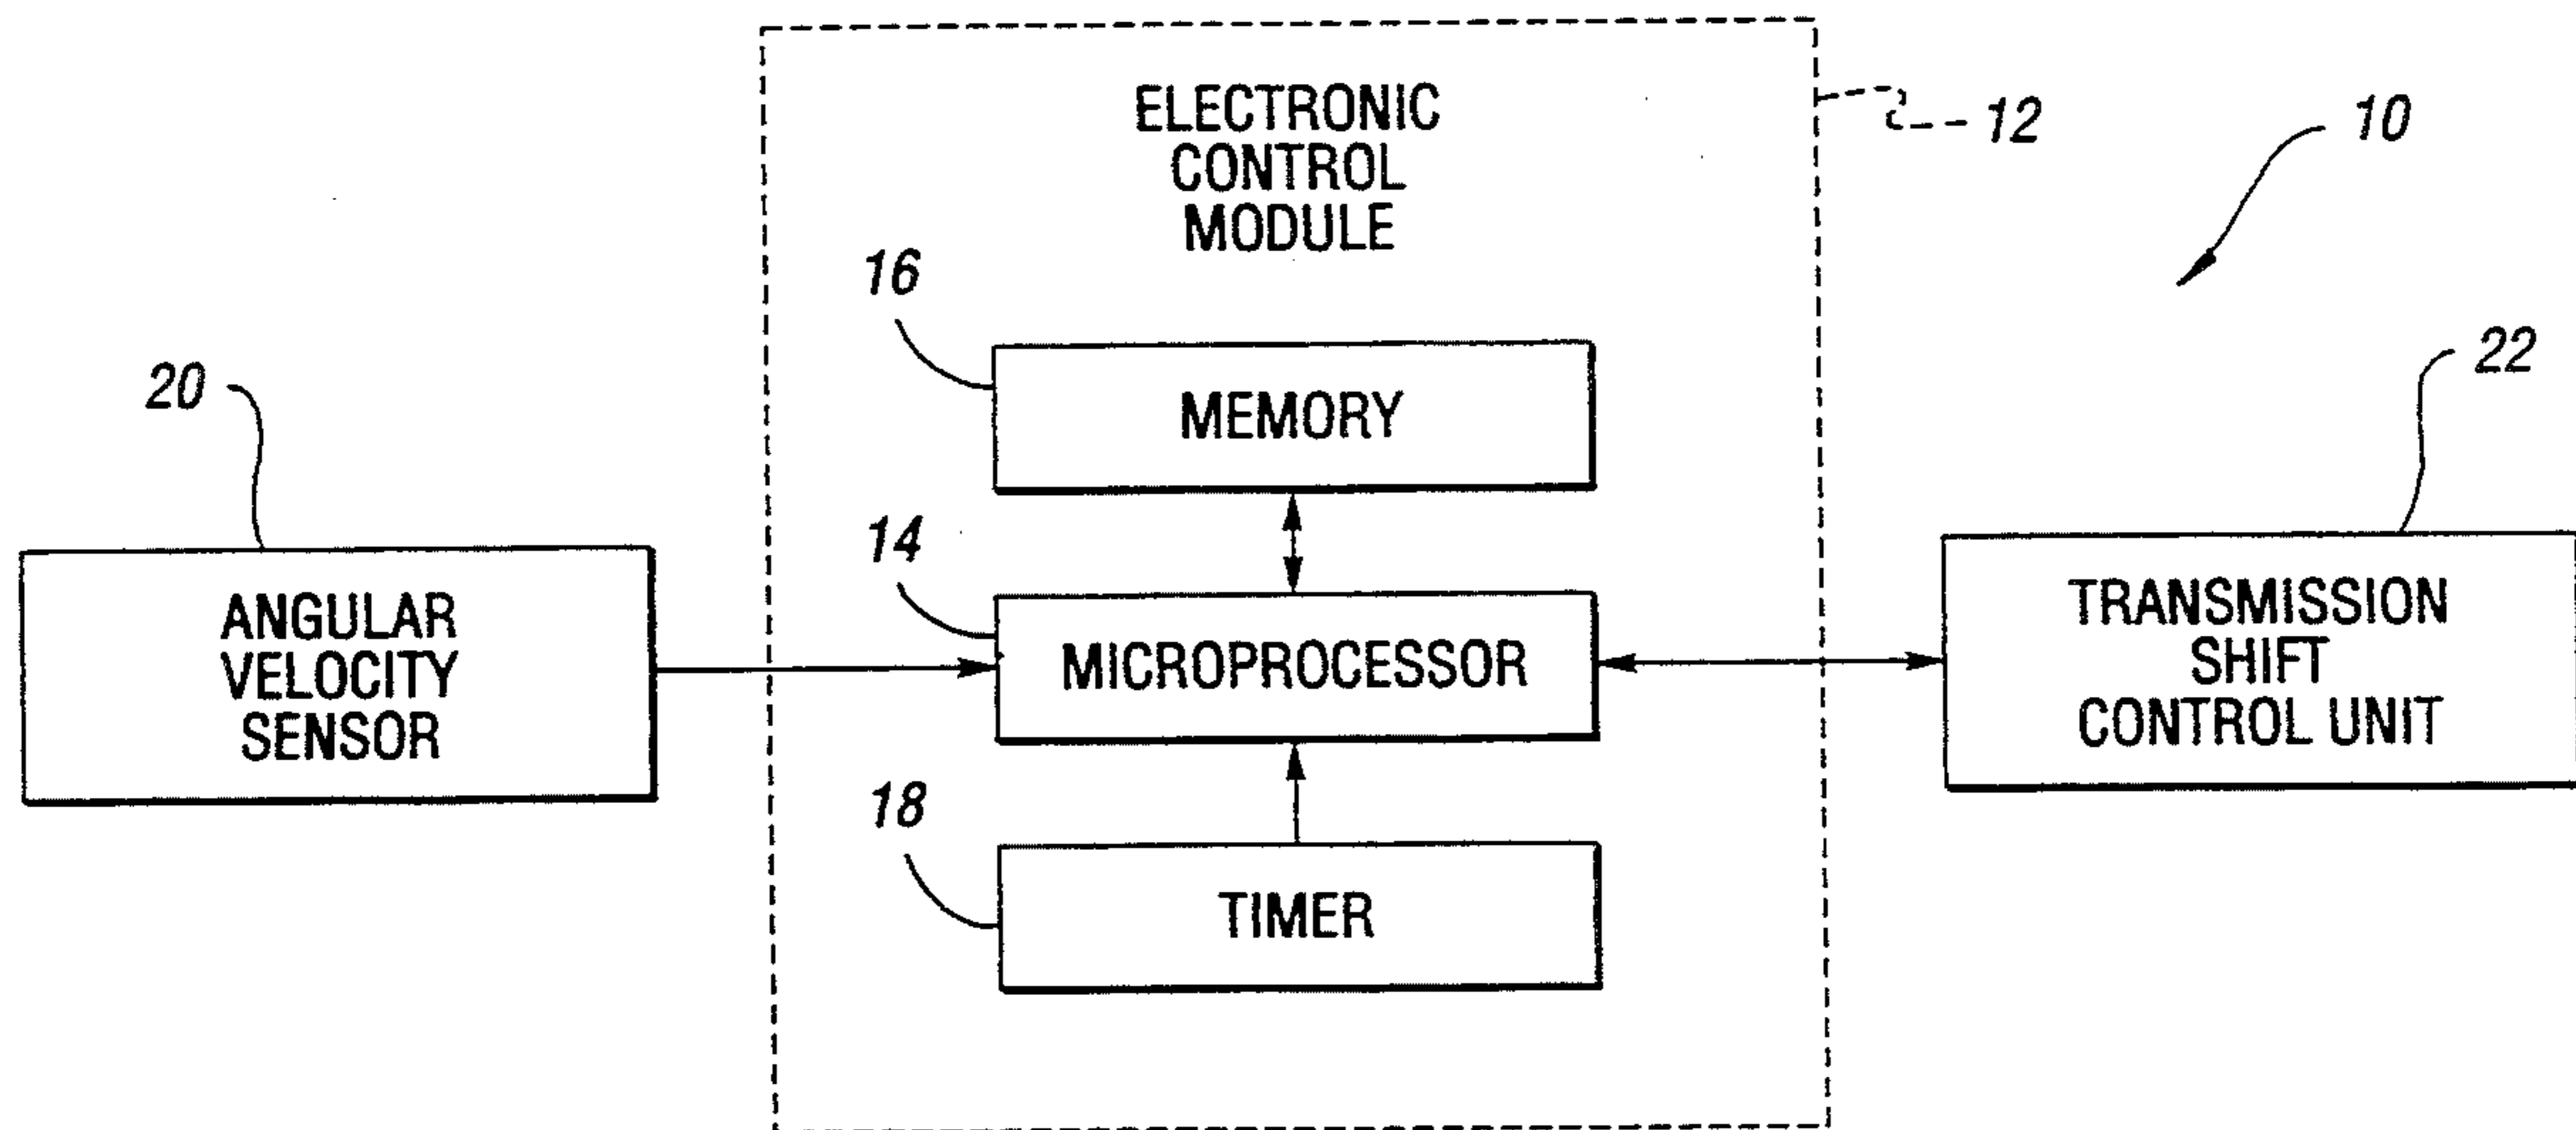 ELECTRONIC
CONTROL
MODULE
12
10
16
MEMORY
20
22
14
ANGULAR
VELOCITY
SENSOR
MICROPROCESSOR
TRANSMISSION
SHIFT
CONTROL UNIT
18
TIMER